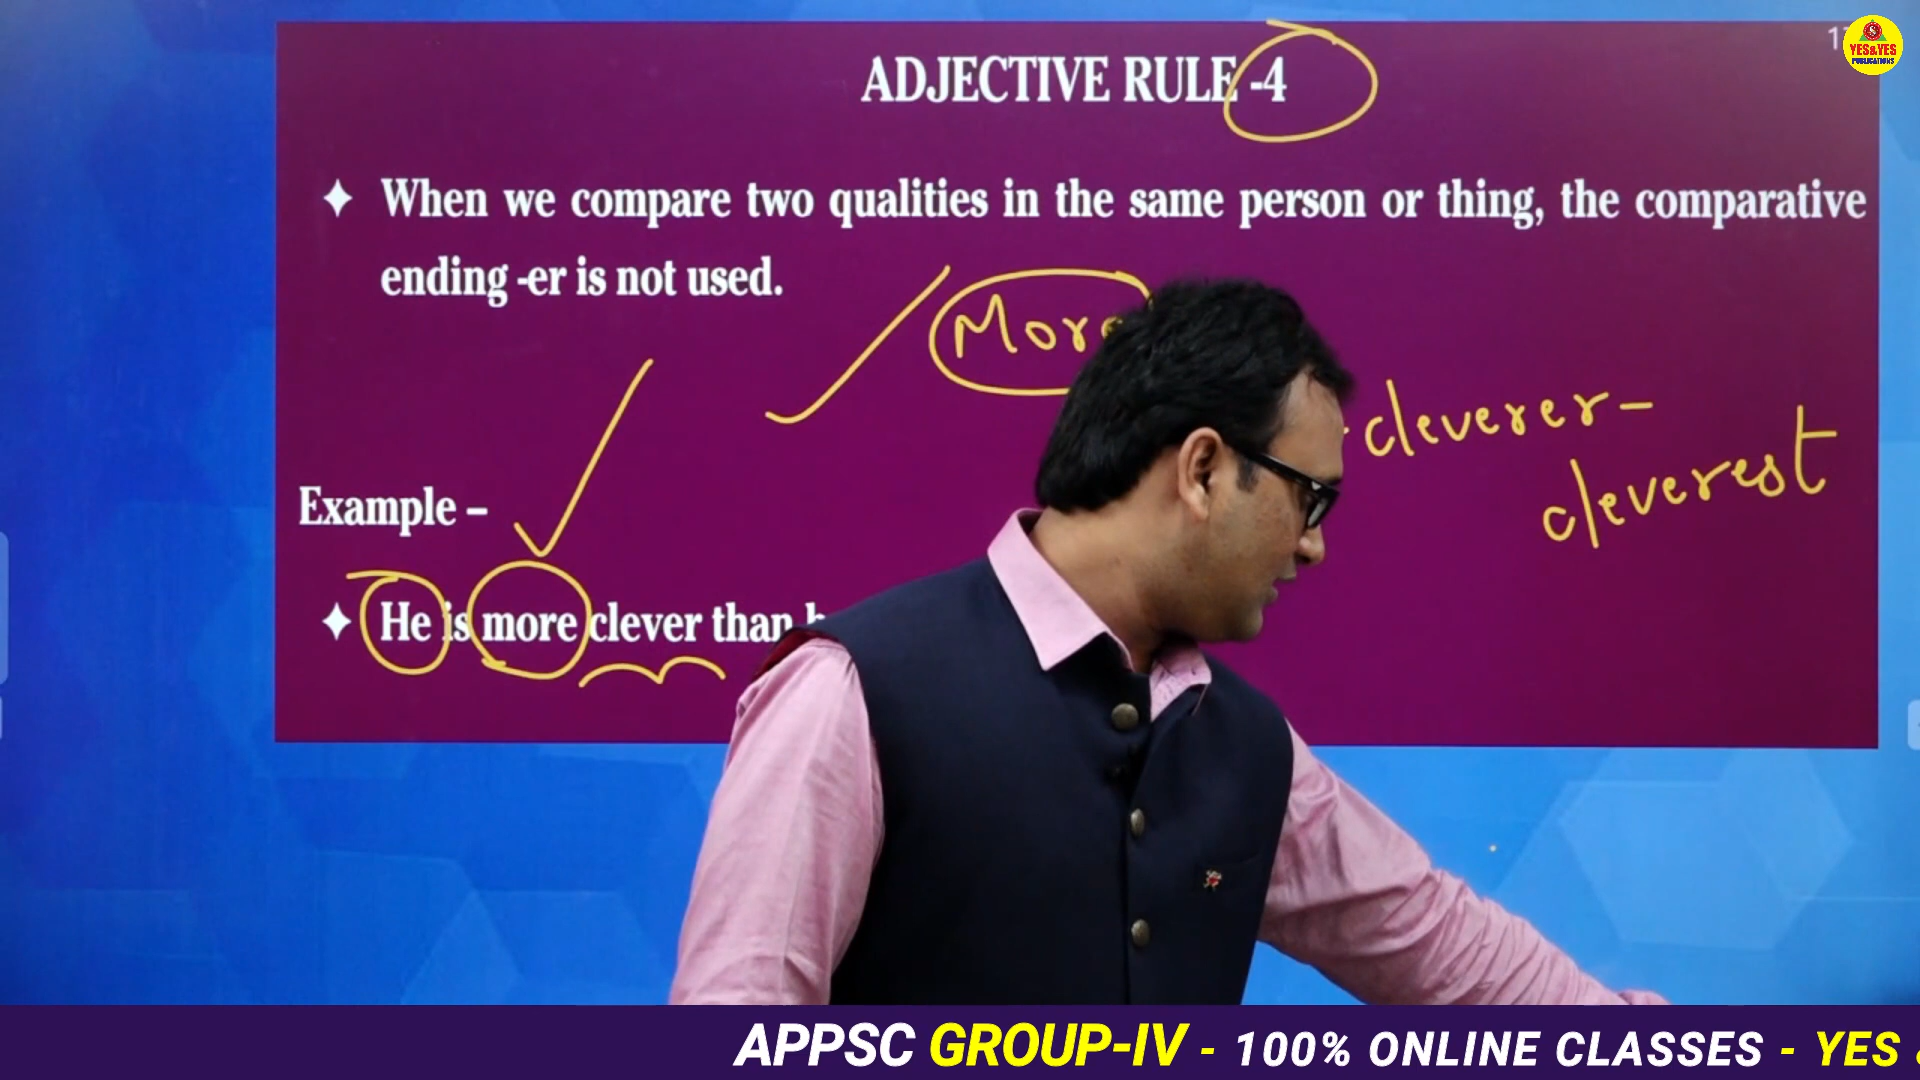 ADJECTIVE RULE -4
YES&YES
PUBLICATIONS
✦ When we compare two qualities in the same person or thing, the comparative
ending -er is not used.
More
cleverer -
cleverest
Example –
✦ He is more clever than
APPSC GROUP-IV - 100% ONLINE CLASSES - YES